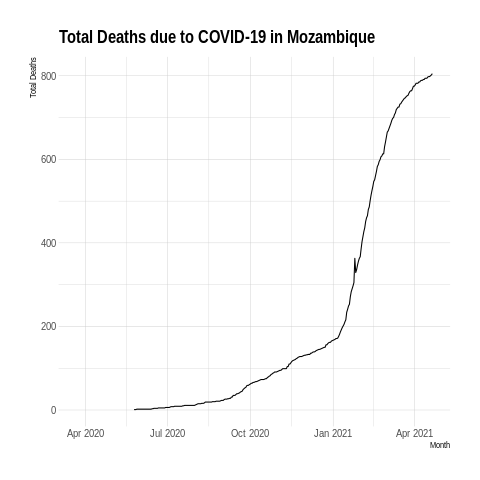 Total Deaths due to COVID-19 in Mozambique
Total Deaths
800
600
400
200
0
Apr 2020 Jul 2020 Oct 2020 Jan 2021 Apr 2021
Month